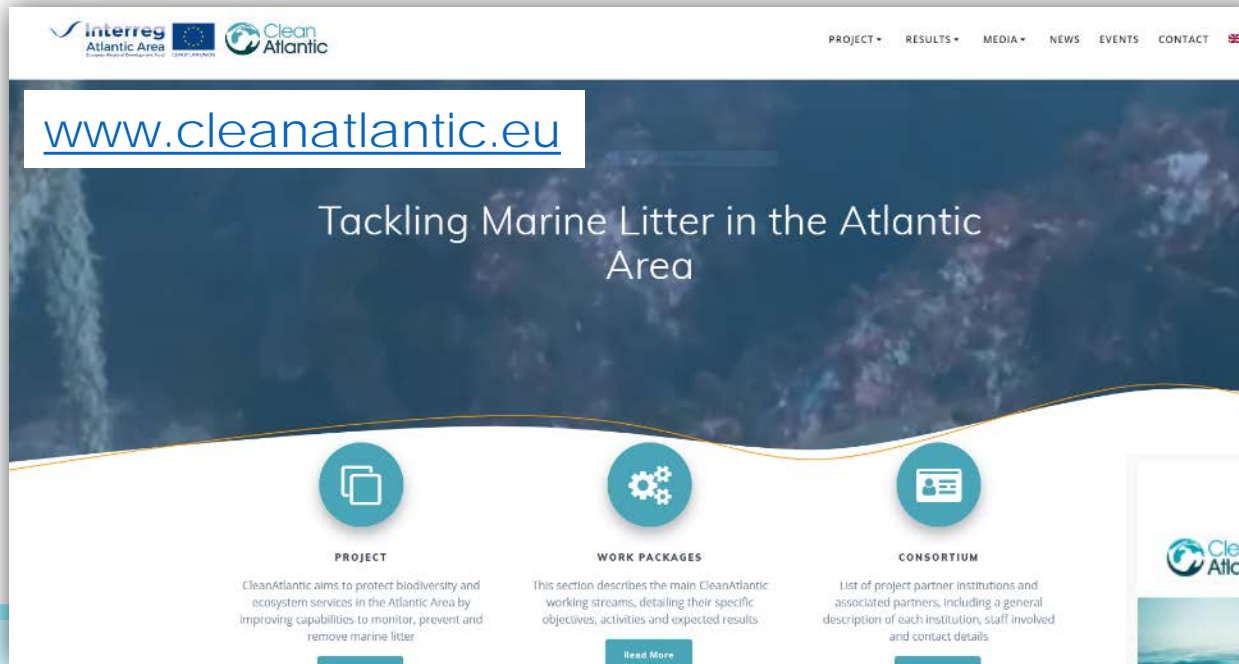 Interreg
Atlantic Area
Clean
Atlantic
PROJECT RESULTS MEDIA NEWS EVENTS CONTACT
www.cleanatlantic.eu
Tackling Marine Litter in the Atlantic
Area
PROJECT
CleanAtlantic aims to protect biodiversity and
ecosystem services in the Atlantic Area by
improving capabilities to monitor, prevent and
remove marine litter
WORK PACKAGES
This section describes the main CleanAtlantic
working streams, detailing their specific
objectives, activities and expected results
Read More
CONSORTIUM
List of project partner institutions and
associated partners, including a general
description of each institution, staff involved
and contact details